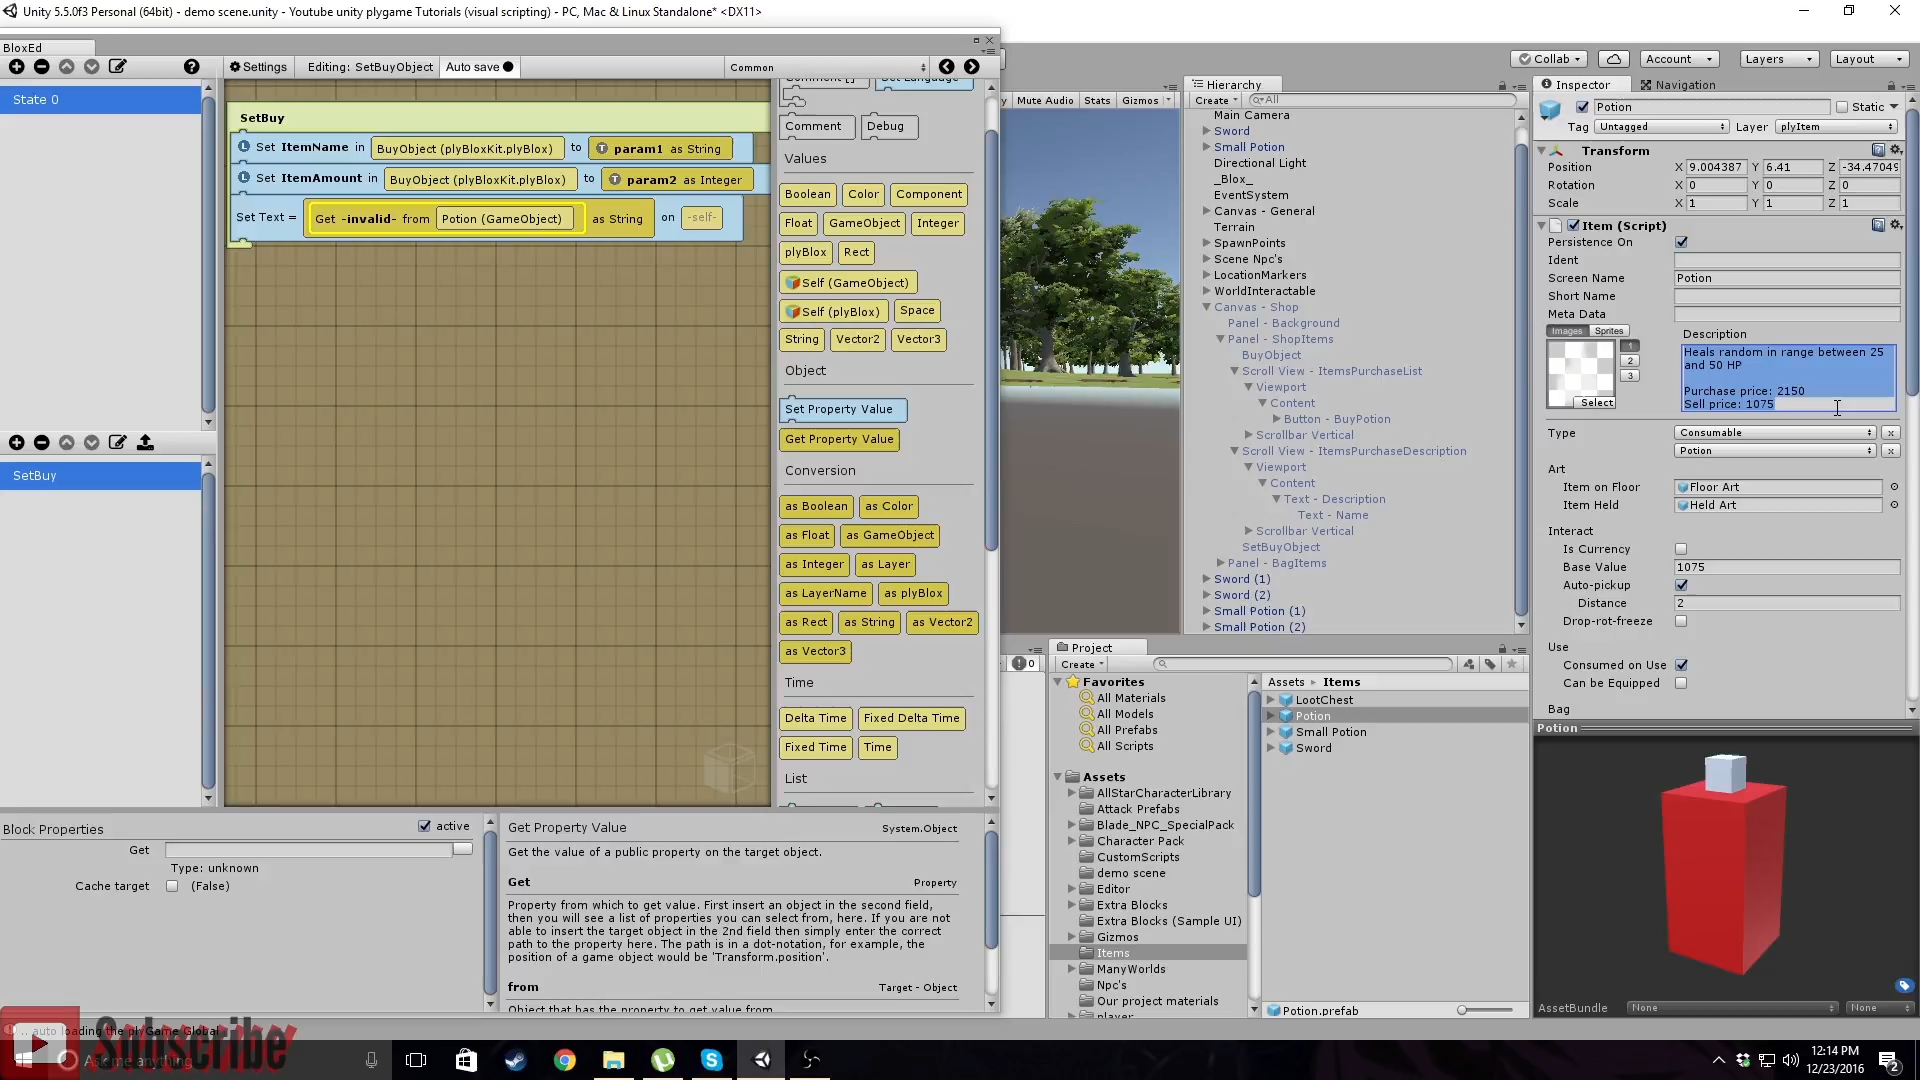 Unity 5.5.0f3 Personal (64bit) - demo scene.unity - Youtube unity plygame Tutorials (visual scripting) - PC, Mac & Linux Standalone* <DX11>
BloxEd
Settings
Editing: SetBuyObject
Auto save
Common
State 0
SetBuy
SetBuy
Set ItemName in BuyObject (plyBloxKit.plyBlox) to param1 as String
Set ItemAmount in BuyObject (plyBloxKit.plyBlox) to param2 as Integer
Set Text = Get -invalid- from Potion (GameObject) as String on -self-
Comment Debug
Values
Boolean Color Component
Float GameObject Integer
plyBlox Rect
Self (GameObject)
Self (plyBlox) Space
String Vector2 Vector3
Object
Set Property Value
Get Property Value
Conversion
as Boolean as Color
as Float as GameObject
as Integer as Layer
as LayerName as plyBlox
as Rect as String as Vector2
as Vector3
Time
Delta Time Fixed Delta Time
Fixed Time Time
List
Block Properties
active
Get
Type: unknown
Cache target (False)
Get Property Value System.Object
Get the value of a public property on the target object.
Get Property
Property from which to get value. First insert an object in the second field,
then you will see a list of properties you can select from, here. If you are not
able to insert the target object in the 2nd field then simply enter the correct
path to the property here. The path is in a dot-notation, for example, the
position of a game object would be 'Transform.position'.
from Target - Object
Object that has the property to get value from
Collab Account Layers Layout
Mute Audio Stats Gizmos
Hierarchy
Create All
Main Camera
Sword
Small Potion
Directional Light
_Blox_
EventSystem
Canvas - General
Terrain
SpawnPoints
Scene Npc's
LocationMarkers
WorldInteractable
Canvas - Shop
Panel - Background
Panel - ShopItems
BuyObject
Scroll View - ItemsPurchaseList
Viewport
Content
Button - BuyPotion
Scrollbar Vertical
Scroll View - ItemsPurchaseDescription
Viewport
Content
Text - Description
Text - Name
Scrollbar Vertical
SetBuyObject
Panel - BagItems
Sword (1)
Sword (2)
Small Potion (1)
Small Potion (2)
0
Project
Create
Favorites
All Materials
All Models
All Prefabs
All Scripts
Assets
AllStarCharacterLibrary
Attack Prefabs
Blade_NPC_SpecialPack
Character Pack
CustomScripts
demo scene
Editor
Extra Blocks
Extra Blocks (Sample UI)
Gizmos
Items
ManyWorlds
Npc's
Our project materials
player
Assets Items
LootChest
Potion
Small Potion
Sword
Potion.prefab
Inspector Navigation
Potion Static
Tag Untagged Layer plyItem
Transform
Position X 9.004387 Y 6.41 Z -34.47049
Rotation X 0 Y 0 Z 0
Scale X 1 Y 1 Z 1
Item (Script)
Persistence On
Ident
Screen Name Potion
Short Name
Meta Data
Images Sprites Description
1
2
3
Select
Heals random in range between 25
and 50 HP
Purchase price: 2150
Sell price: 1075
Type Consumable x
Potion x
Art
Item on Floor Floor Art
Item Held Held Art
Interact
Is Currency
Base Value 1075
Auto-pickup
Distance 2
Drop-rot-freeze
Use
Consumed on Use
Can be Equipped
Bag
Potion
AssetBundle None None
.. auto loading the plyGame Global
Subscribe
Ask me anything
12:14 PM
12/23/2016
2